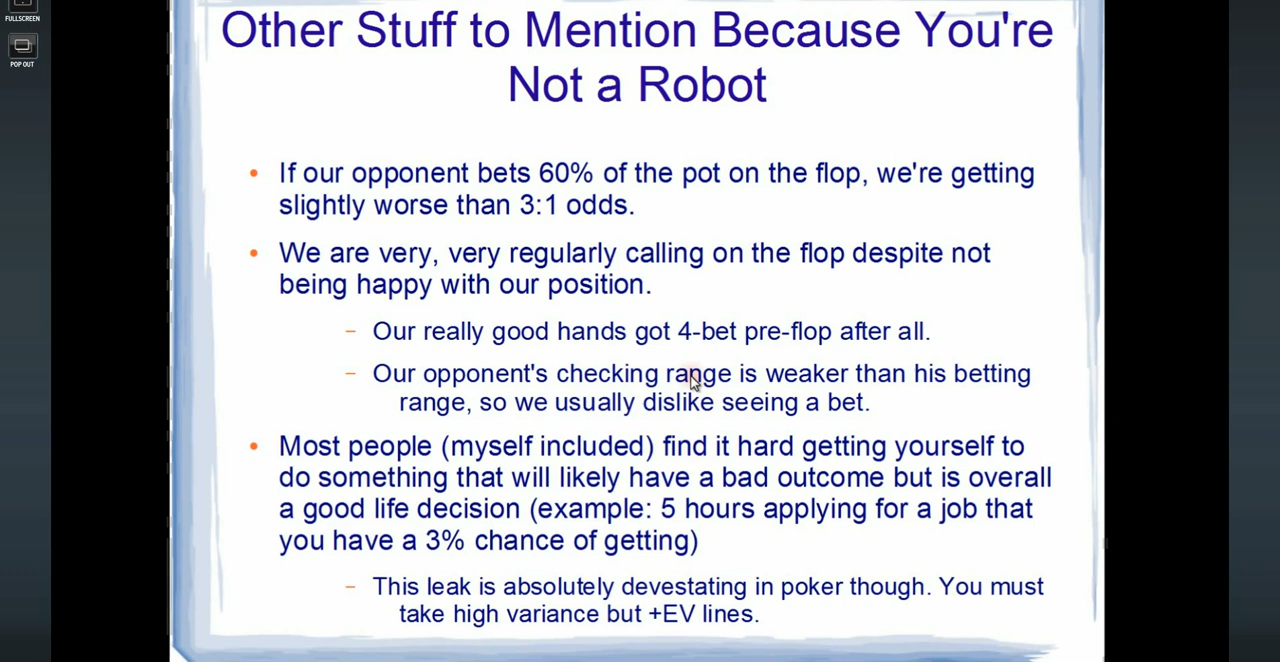 FULLSCREEN
POP OUT
Other Stuff to Mention Because You're
Not a Robot
• If our opponent bets 60% of the pot on the flop, we're getting
slightly worse than 3:1 odds.
• We are very, very regularly calling on the flop despite not
being happy with our position.
– Our really good hands got 4-bet pre-flop after all.
– Our opponent's checking range is weaker than his betting
range, so we usually dislike seeing a bet.
• Most people (myself included) find it hard getting yourself to
do something that will likely have a bad outcome but is overall
a good life decision (example: 5 hours applying for a job that
you have a 3% chance of getting)
– This leak is absolutely devestating in poker though. You must
take high variance but +EV lines.